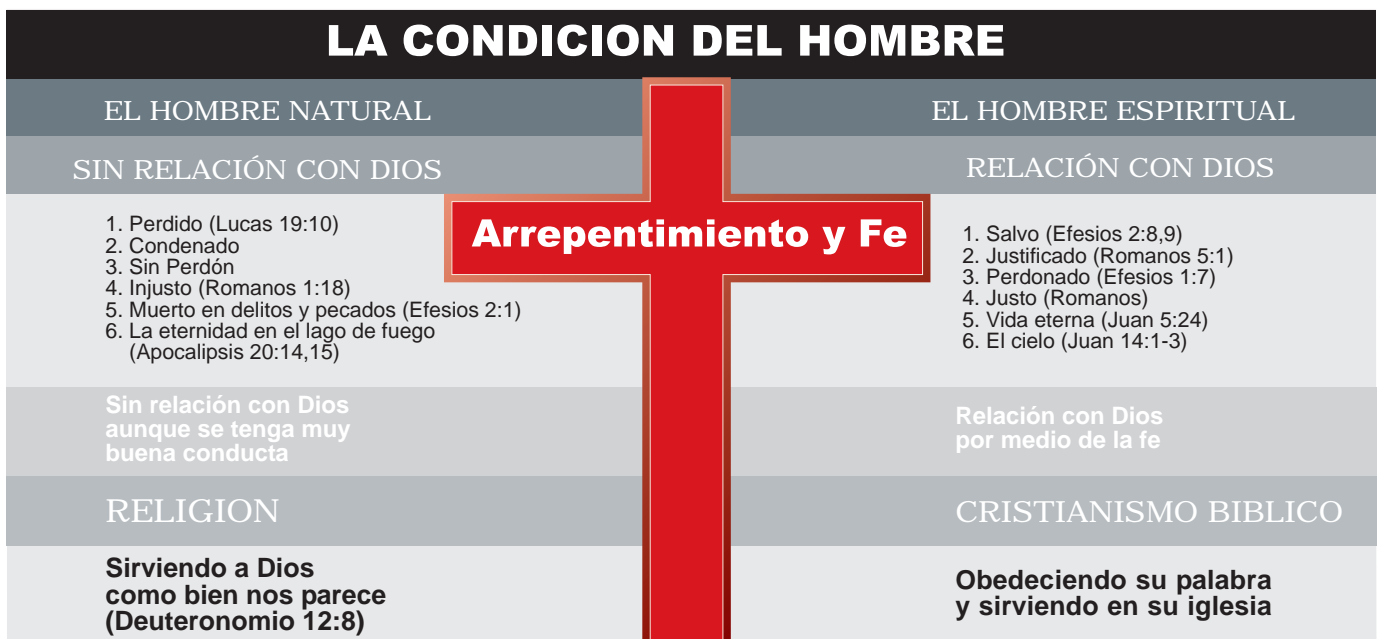 LA CONDICION DEL HOMBRE
EL HOMBRE NATURAL
SIN RELACIÓN CON DIOS
1. Perdido (Lucas 19:10)
2. Condenado
3. Sin Perdón
4. Injusto (Romanos 1:18)
5. Muerto en delitos y pecados (Efesios 2:1)
6. La eternidad en el lago de fuego
(Apocalipsis 20:14,15)
Sin relación con Dios
aunque se tenga muy
buena conducta
RELIGION
Sirviendo a Dios
como bien nos parece
(Deuteronomio 12:8)
Arrepentimiento y Fe
EL HOMBRE ESPIRITUAL
RELACIÓN CON DIOS
1. Salvo (Efesios 2:8,9)
2. Justificado (Romanos 5:1)
3. Perdonado (Efesios 1:7)
4. Justo (Romanos)
5. Vida eterna (Juan 5:24)
6. El cielo (Juan 14:1-3)
Relación con Dios
por medio de la fe
CRISTIANISMO BIBLICO
Obedeciendo su palabra
y sirviendo en su iglesia